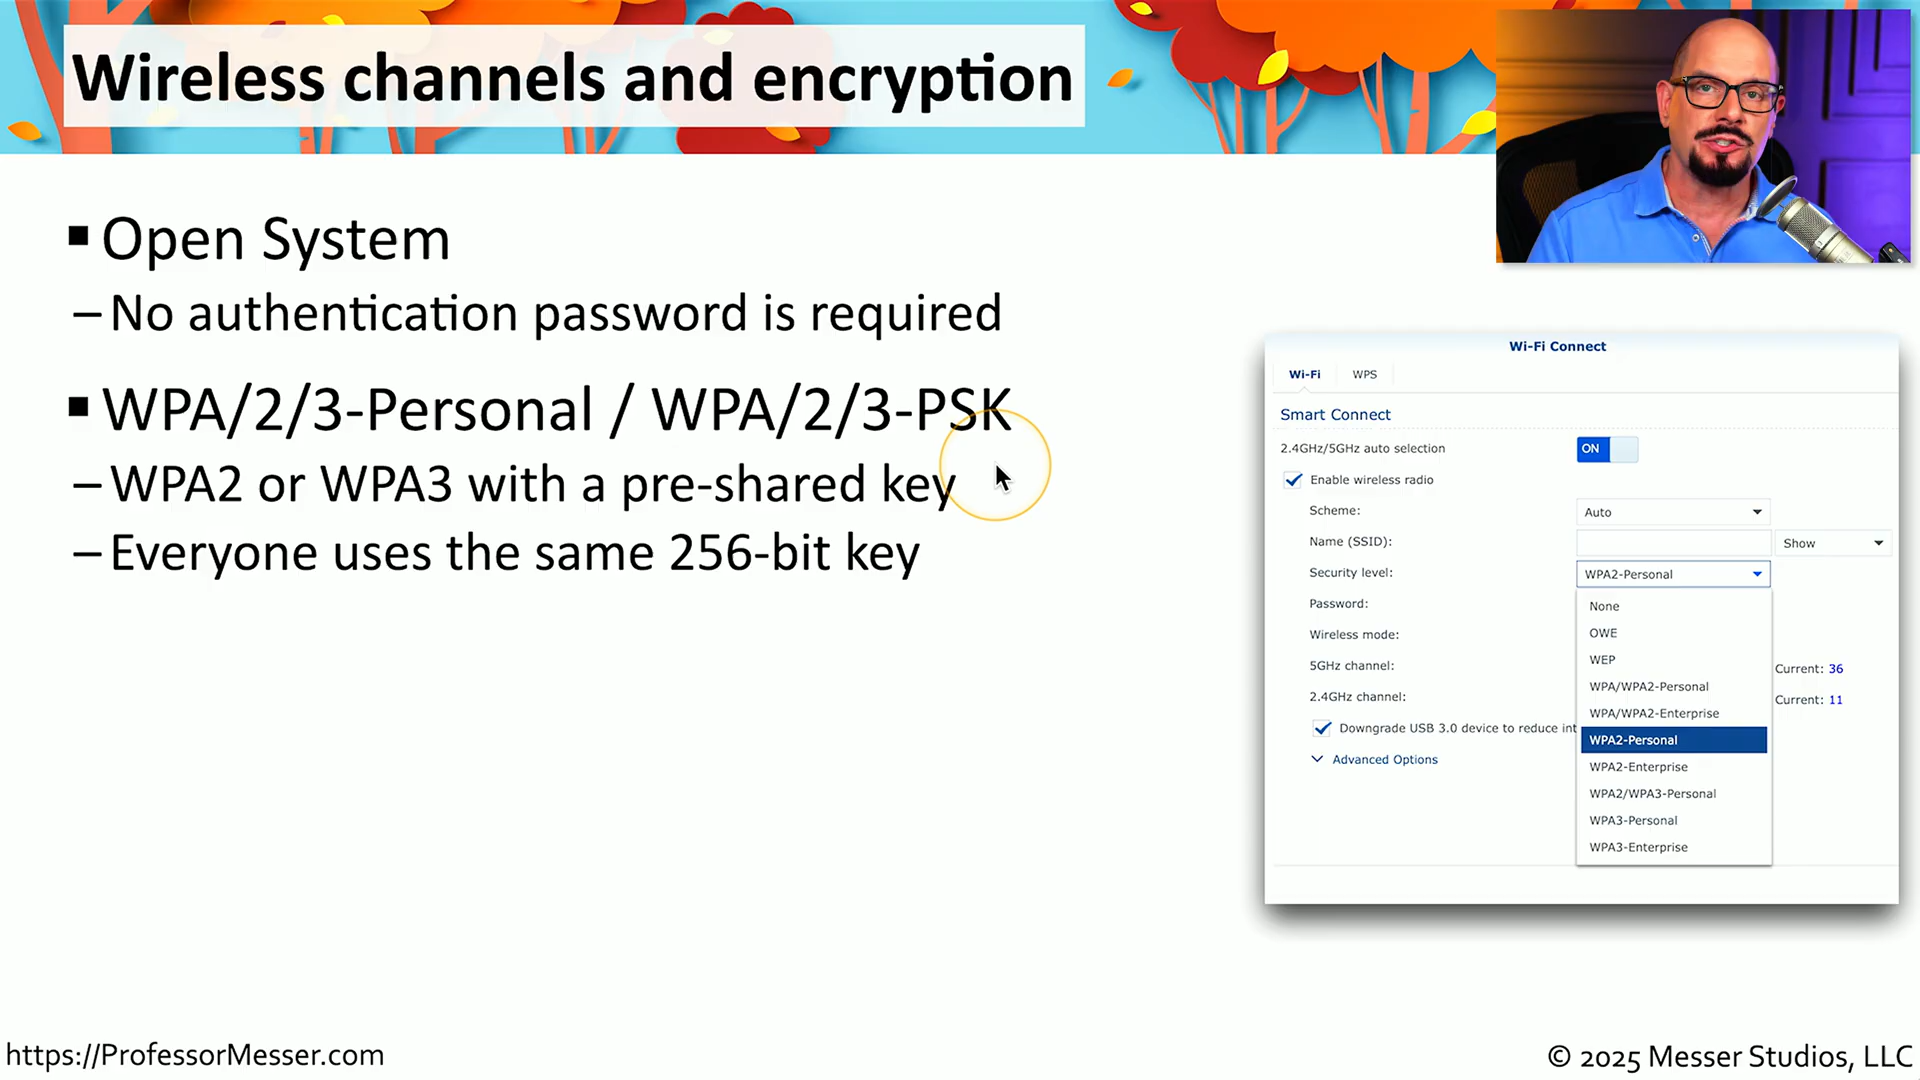 Wireless channels and encryption
▪ Open System
– No authentication password is required
▪ WPA/2/3-Personal / WPA/2/3-PSK
– WPA2 or WPA3 with a pre-shared key
– Everyone uses the same 256-bit key
Wi-Fi Connect
Wi-Fi WPS
Smart Connect
2.4GHz/5GHz auto selection ON
Enable wireless radio
Scheme: Auto
Name (SSID): Show
Security level: WPA2-Personal
Password:
Wireless mode:
5GHz channel: Current: 36
2.4GHz channel: Current: 11
Downgrade USB 3.0 device to reduce int
Advanced Options
None
OWE
WEP
WPA/WPA2-Personal
WPA/WPA2-Enterprise
WPA2-Personal
WPA2-Enterprise
WPA2/WPA3-Personal
WPA3-Personal
WPA3-Enterprise
https://ProfessorMesser.com
© 2025 Messer Studios, LLC